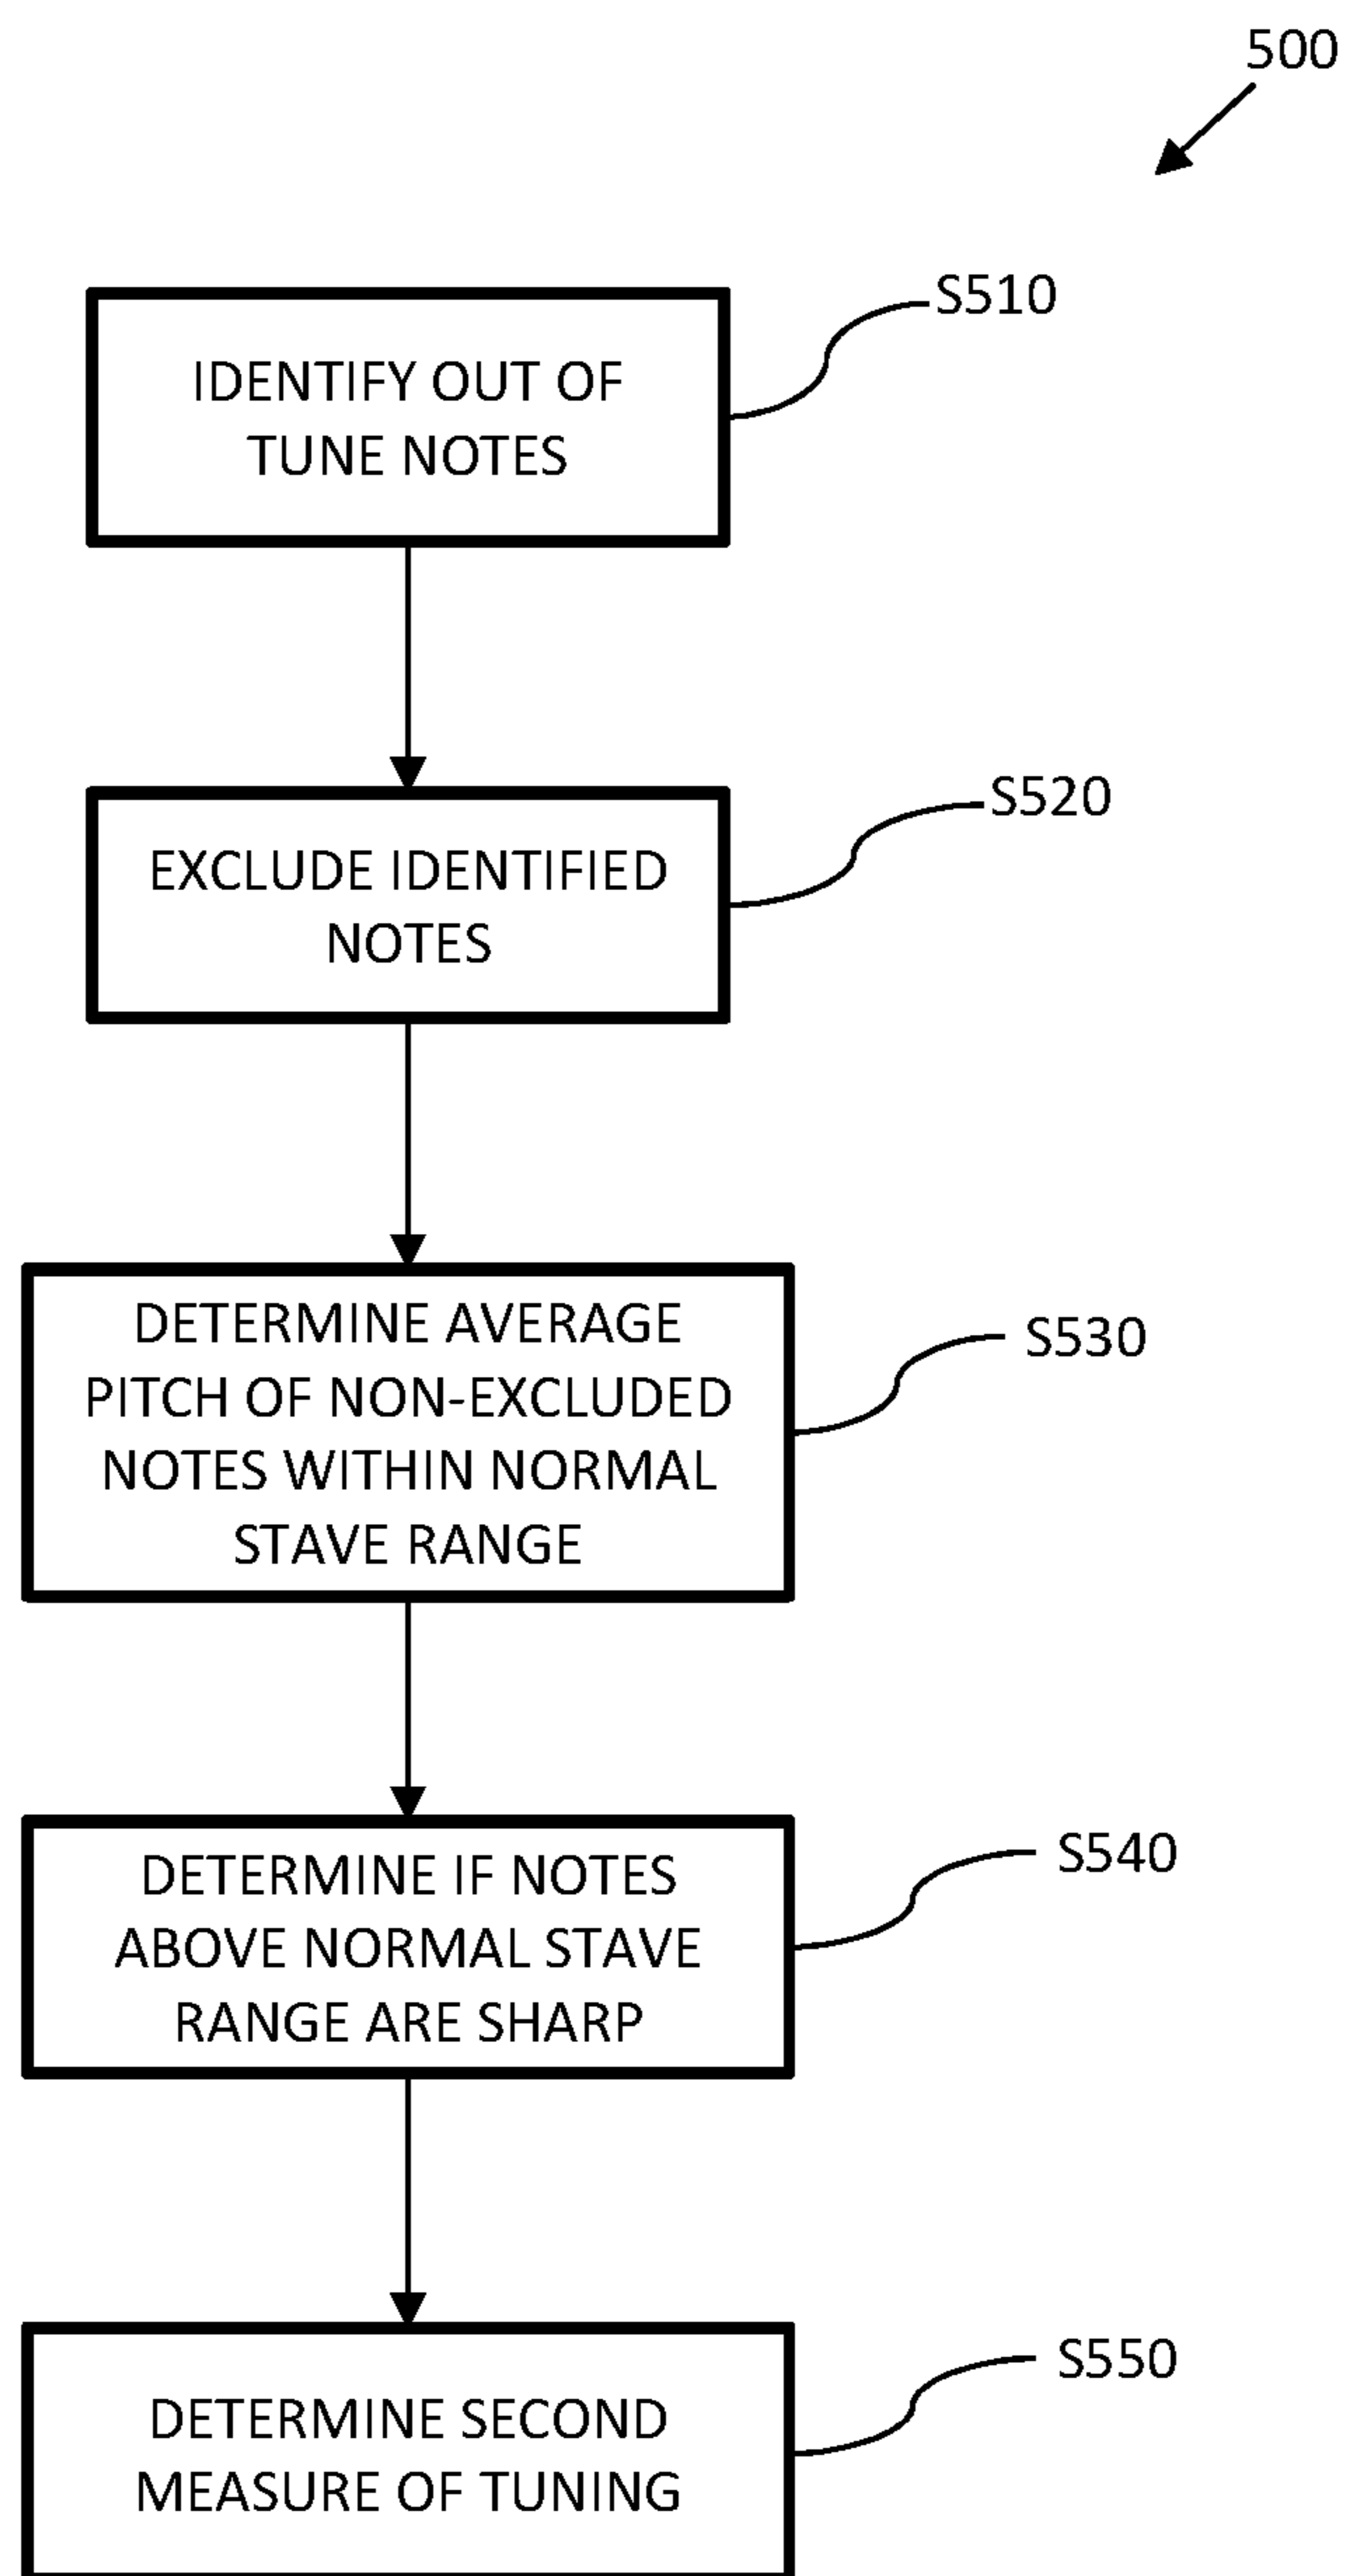 500
S510
IDENTIFY OUT OF
TUNE NOTES
S520
EXCLUDE IDENTIFIED
NOTES
DETERMINE AVERAGE
PITCH OF NON-EXCLUDED
NOTES WITHIN NORMAL
STAVE RANGE
S530
DETERMINE IF NOTES
ABOVE NORMAL STAVE
RANGE ARE SHARP
S540
DETERMINE SECOND
MEASURE OF TUNING
S550